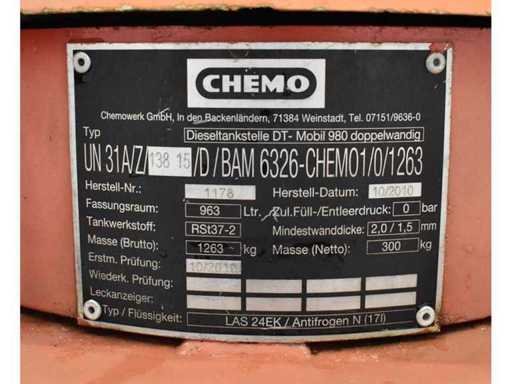 CHEMO
Chemowerk GmbH, In den Backenländern, 71384 Weinstadt, Tel. 07151/9636-0
Typ Dieseltankstelle DT- Mobil 980 doppelwandig
UN 31A/Z/138 15/D/BAM 6326-CHEMO1/0/1263
Herstell-Nr.: 1178 Herstell-Datum: 10/2010
Fassungsraum: 963 Ltr. Zul.Füll-/Entleerdruck: 0 bar
Tankwerkstoff: RSt37-2 Mindestwanddicke: 2,0 / 1,5 mm
Masse (Brutto): 1263 kg Masse (Netto): 300 kg
Erstm. Prüfung: 10/2010
Wiederk. Prüfung:
Leckanzeiger:
Typ / Flüssigkeit: LAS 24EK / Antifrogen N (17l)